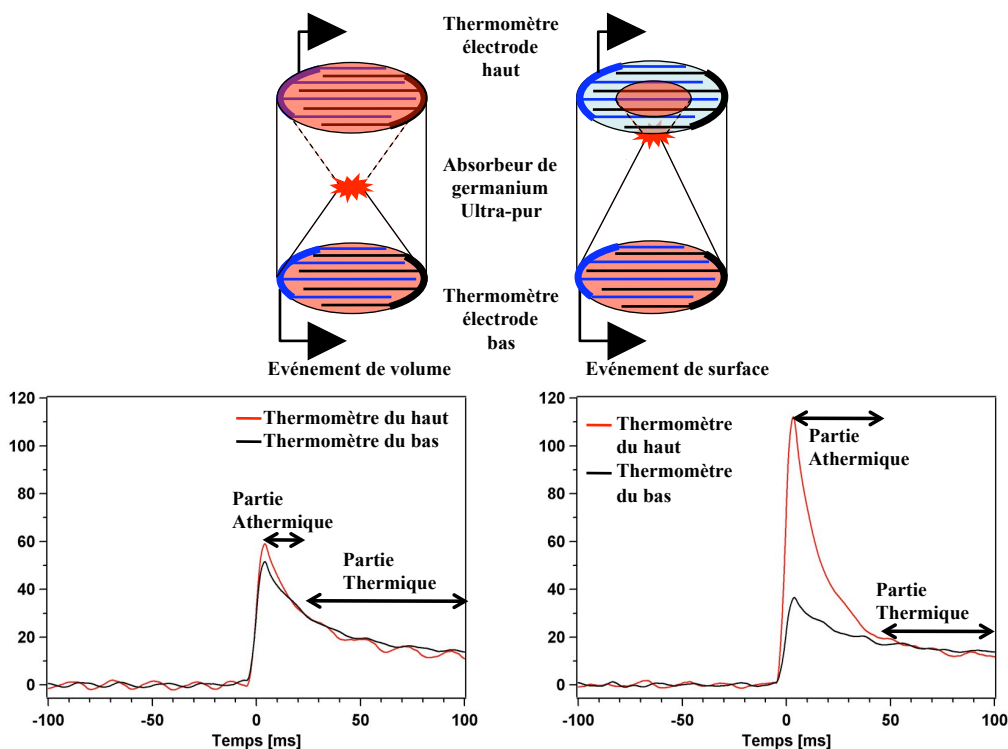 Thermomètre
électrode
haut
Absorbeur de
germanium
Ultra-pur
Thermomètre
électrode
bas
Evénement de volume
Evénement de surface
120
100
80
60
40
20
0
-100
-50
0
50
100
Temps [ms]
Thermomètre du haut
Thermomètre du bas
Partie
Athermique
Partie
Thermique
120
100
80
60
40
20
0
-100
-50
0
50
100
Temps [ms]
Thermomètre
du haut
Thermomètre
du bas
Partie
Athermique
Partie
Thermique